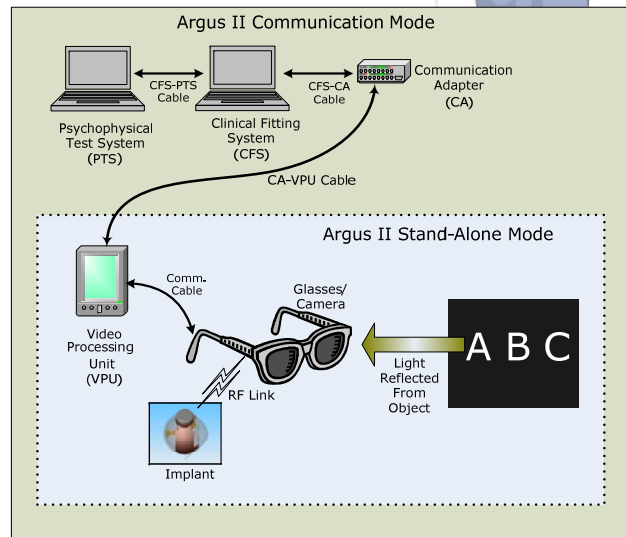 Argus II Communication Mode
CFS-PTS
Cable
CFS-CA
Cable
Communication
Adapter
(CA)
Psychophysical
Test System
(PTS)
Clinical Fitting
System
(CFS)
CA-VPU Cable
Argus II Stand-Alone Mode
Comm.
Cable
Glasses/
Camera
A B C
Video
Processing
Unit
(VPU)
Light
Reflected
From
Object
RF Link
Implant